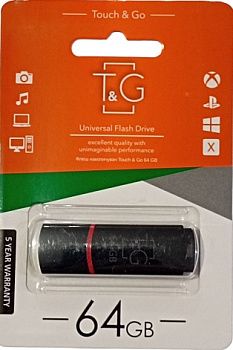 Touch & Go
T&G
Universal Flash Drive
excellent quality with
unimaginable performance
Флеш накопичувач Touch & Go 64 GB
X
5 YEAR WARRANTY
T&G
64GB